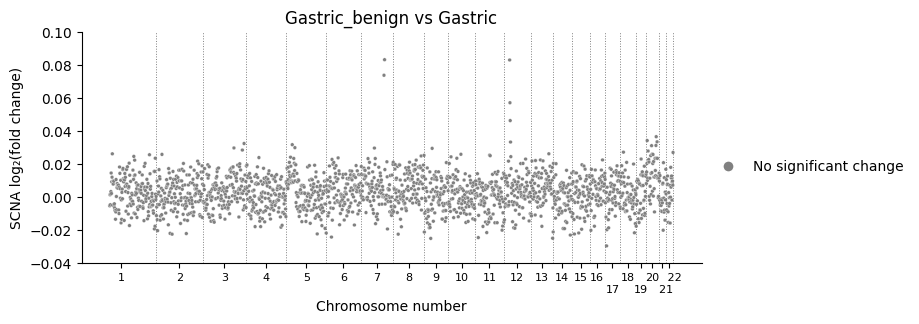 Gastric_benign vs Gastric
0.10
0.08
0.06
0.04
0.02
0.00
−0.02
−0.04
SCNA log₂(fold change)
1 2 3 4 5 6 7 8 9 10 11 12 13 14 15 16 18 20 22
17 19 21
Chromosome number
No significant change